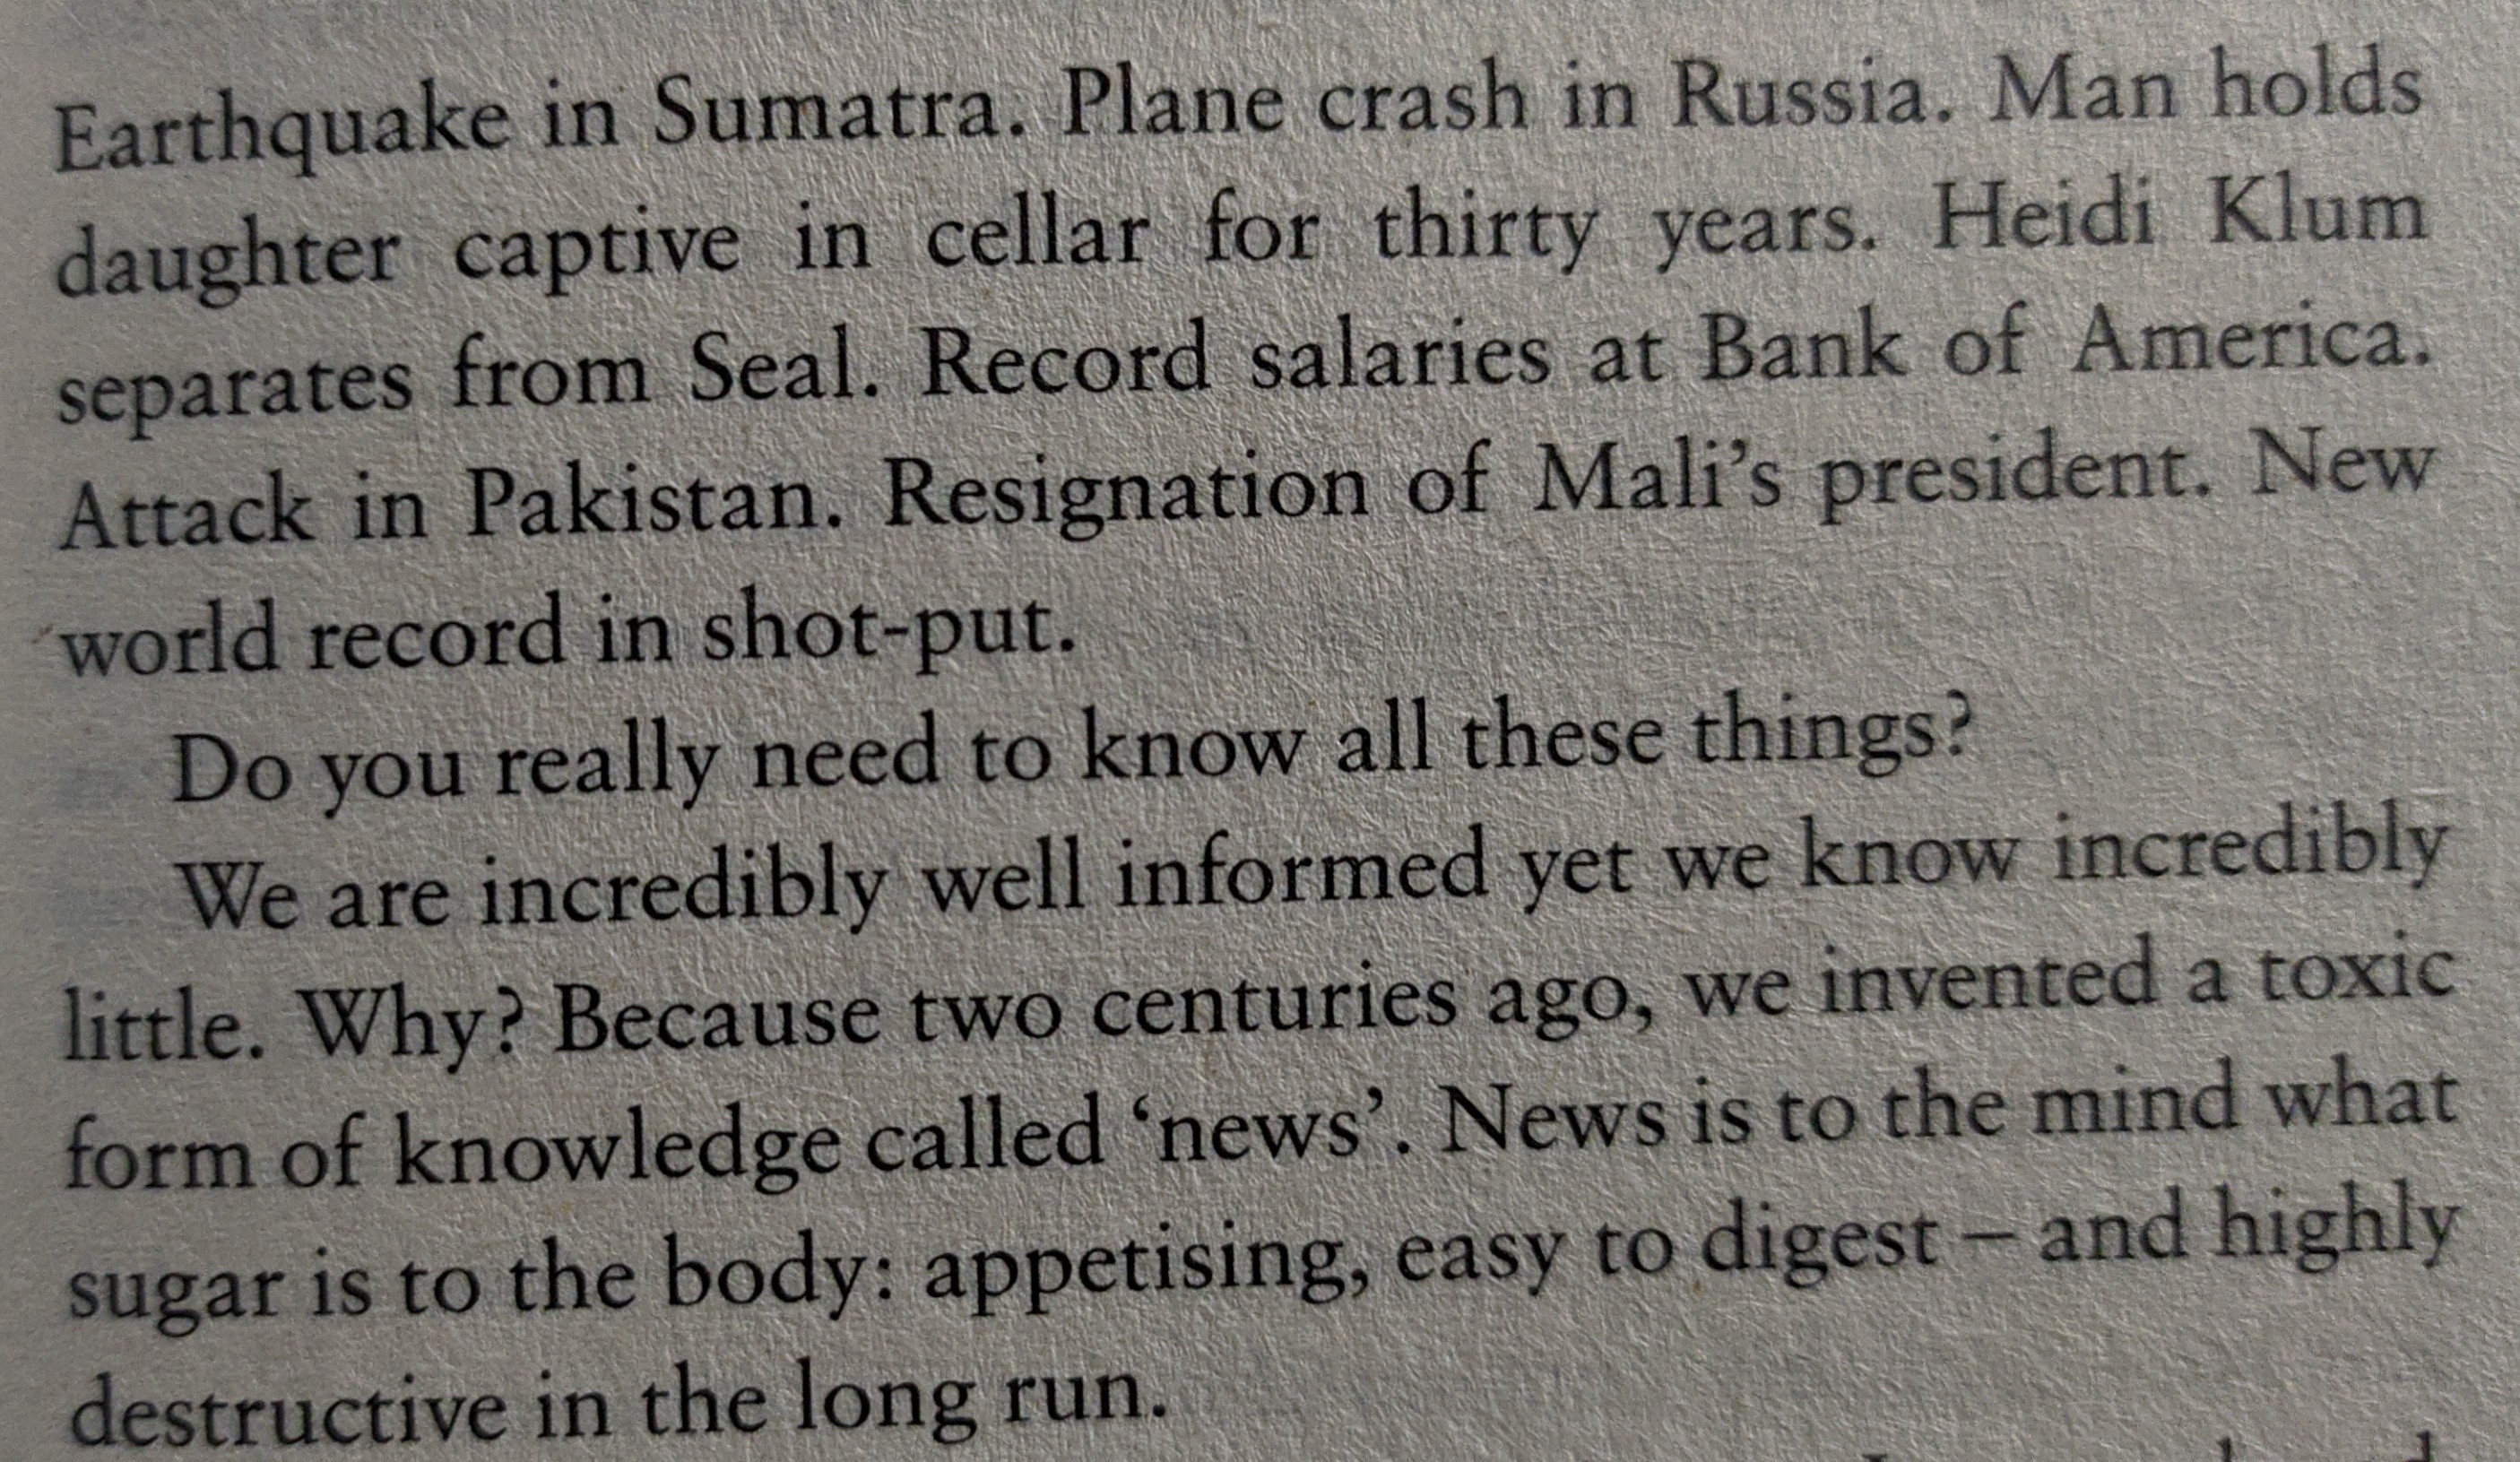 Earthquake in Sumatra. Plane crash in Russia. Man holds
daughter captive in cellar for thirty years. Heidi Klum
separates from Seal. Record salaries at Bank of America.
Attack in Pakistan. Resignation of Mali’s president. New
world record in shot-put.
Do you really need to know all these things?
We are incredibly well informed yet we know incredibly
little. Why? Because two centuries ago, we invented a toxic
form of knowledge called ‘news’. News is to the mind what
sugar is to the body: appetising, easy to digest – and highly
destructive in the long run.